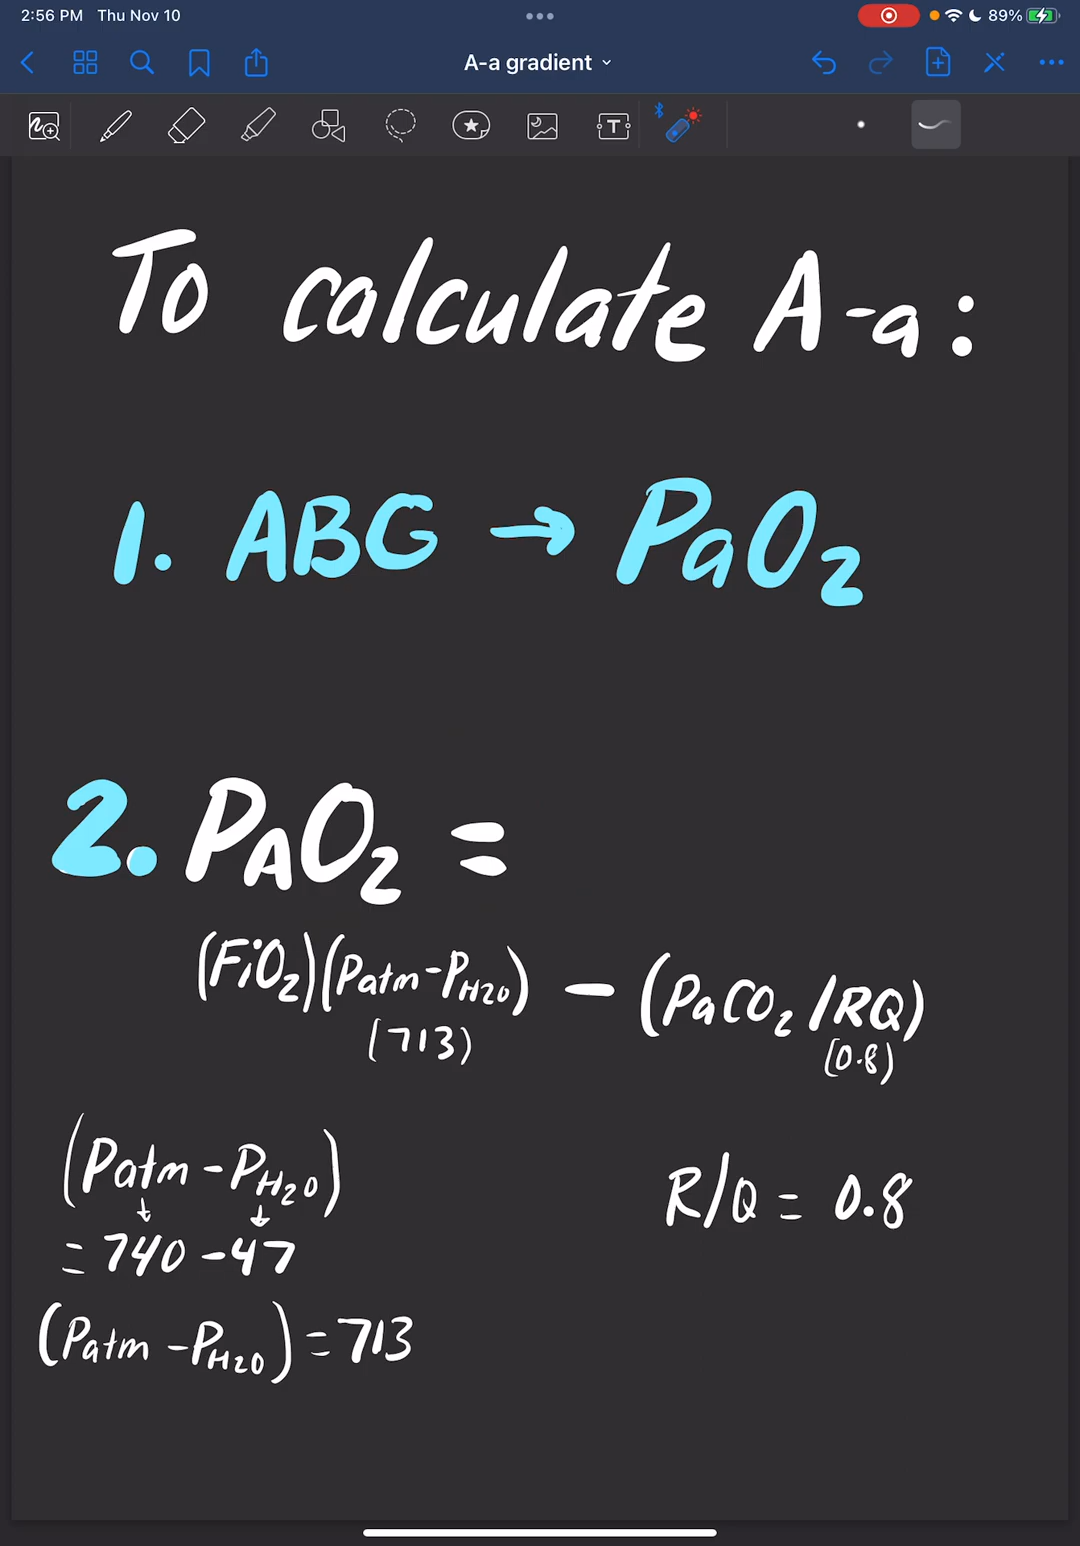 2:56 PM Thu Nov 10
89%
A-a gradient
T
To calculate A-a:
1. ABG → PaO₂
2. PAO₂ =
(FiO₂)(Patm-PH₂O) − (PaCO₂/RQ)
(713)
(0.8)
(Patm-PH₂O)
R/Q = 0.8
↓ ↓
= 740 - 47
(Patm - PH₂O) = 713